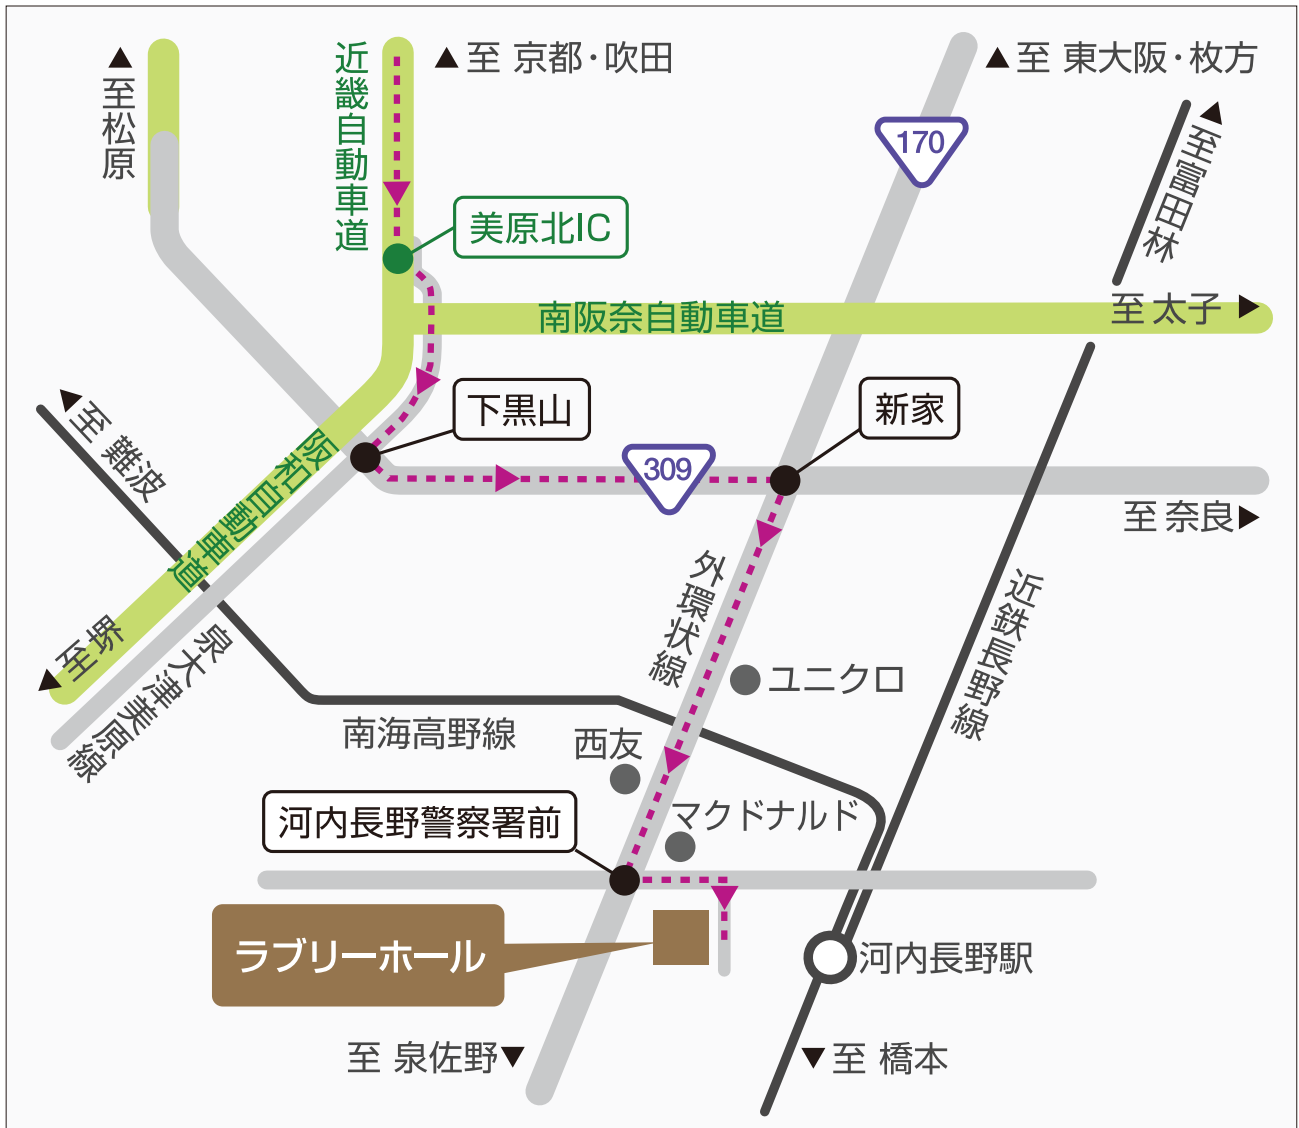 至松原
近畿自動車道
至 京都・吹田
至 東大阪・枚方
170
至富田林
美原北IC
南阪奈自動車道
至 太子
至 難波
下黒山
新家
309
阪和自動車道
至 奈良
外環状線
近鉄長野線
至堺
泉大津美原線
ユニクロ
南海高野線
西友
マクドナルド
河内長野警察署前
ラブリーホール
河内長野駅
至 泉佐野
至 橋本